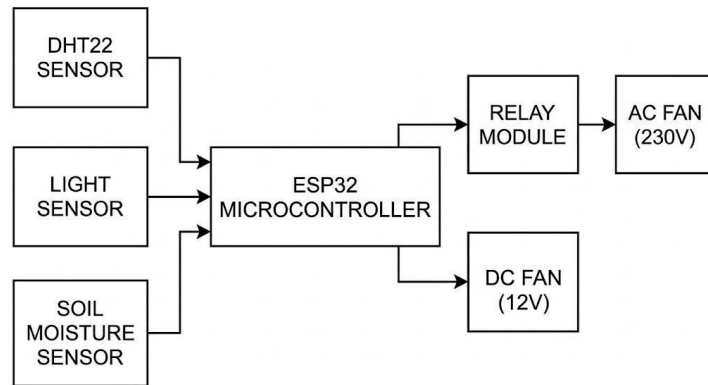 DHT22
SENSOR
LIGHT
SENSOR
SOIL
MOISTURE
SENSOR
ESP32
MICROCONTROLLER
RELAY
MODULE
AC FAN
(230V)
DC FAN
(12V)